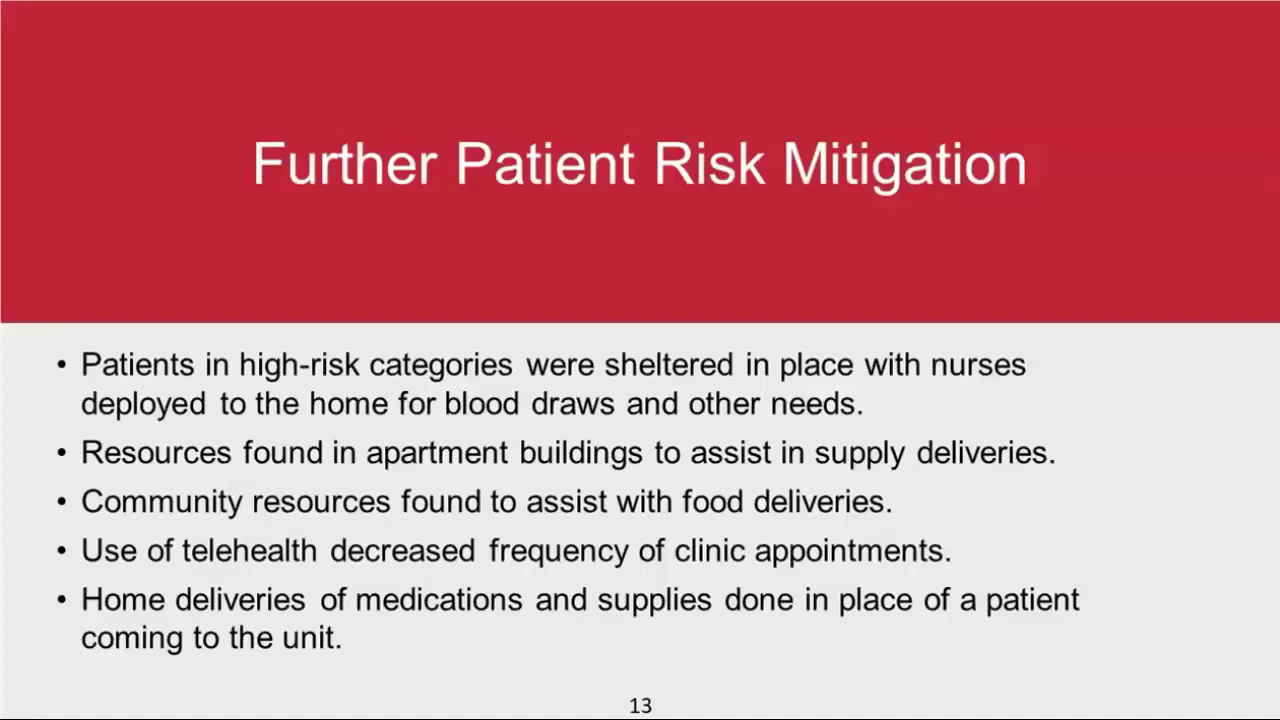 Further Patient Risk Mitigation
• Patients in high-risk categories were sheltered in place with nurses
deployed to the home for blood draws and other needs.
• Resources found in apartment buildings to assist in supply deliveries.
• Community resources found to assist with food deliveries.
• Use of telehealth decreased frequency of clinic appointments.
• Home deliveries of medications and supplies done in place of a patient
coming to the unit.
13